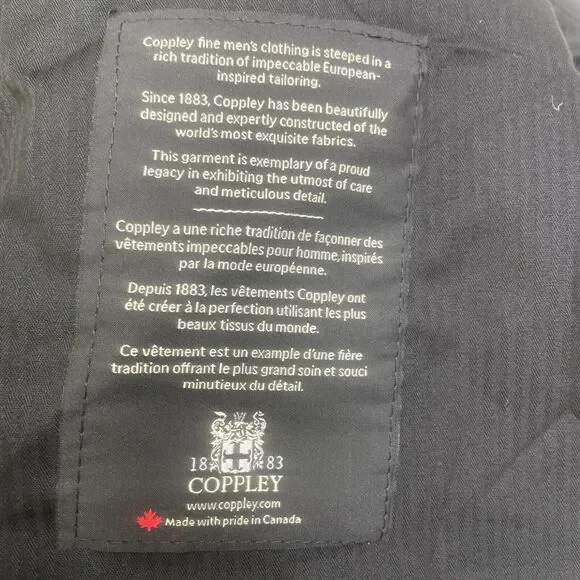 Coppley fine men's clothing is steeped in a
rich tradition of impeccable European-
inspired tailoring.
Since 1883, Coppley has been beautifully
designed and expertly constructed of the
world's most exquisite fabrics.
This garment is exemplary of a proud
legacy in exhibiting the utmost of care
and meticulous detail.
Coppley a une riche tradition de façonner des
vêtements impeccables pour homme, inspirés
par la mode européenne.
Depuis 1883, les vêtements Coppley ont
été créer à la perfection utilisant les plus
beaux tissus du monde.
Ce vêtement est un example d'une fière
tradition offrant le plus grand soin et souci
minutieux du détail.
18 83
COPPLEY
www.coppley.com
Made with pride in Canada